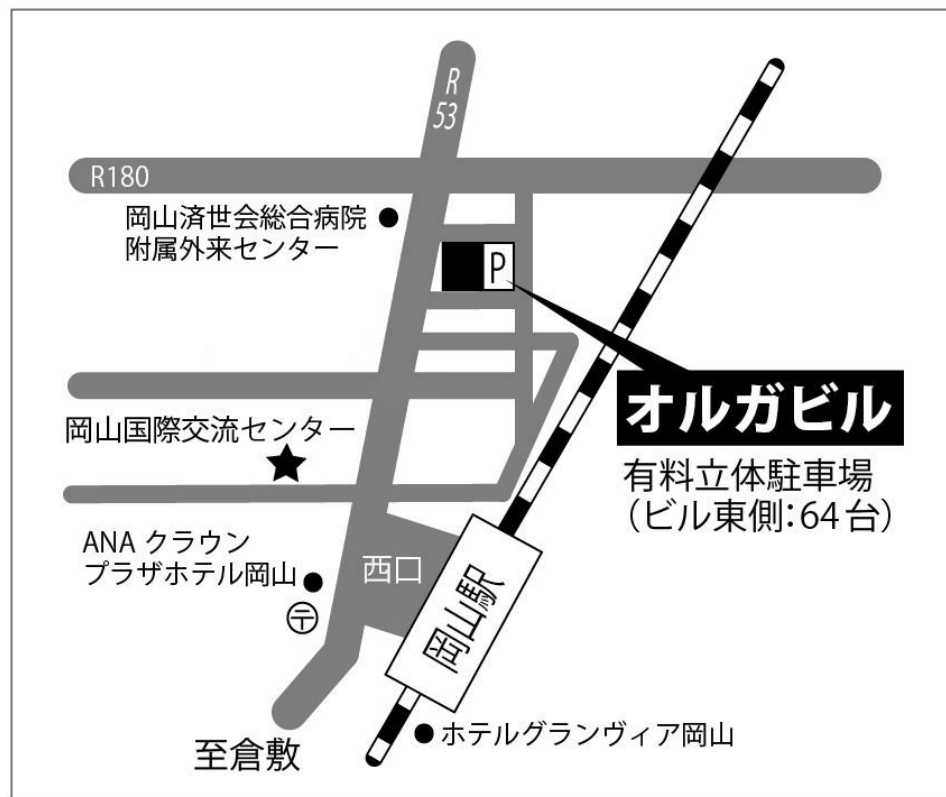 R
53
R180
岡山済世会総合病院
附属外来センター
P
オルガビル
有料立体駐車場
（ビル東側：64台）
岡山国際交流センター
ANA クラウン
プラザホテル岡山
〒
西口
岡山駅
ホテルグランヴィア岡山
至倉敷